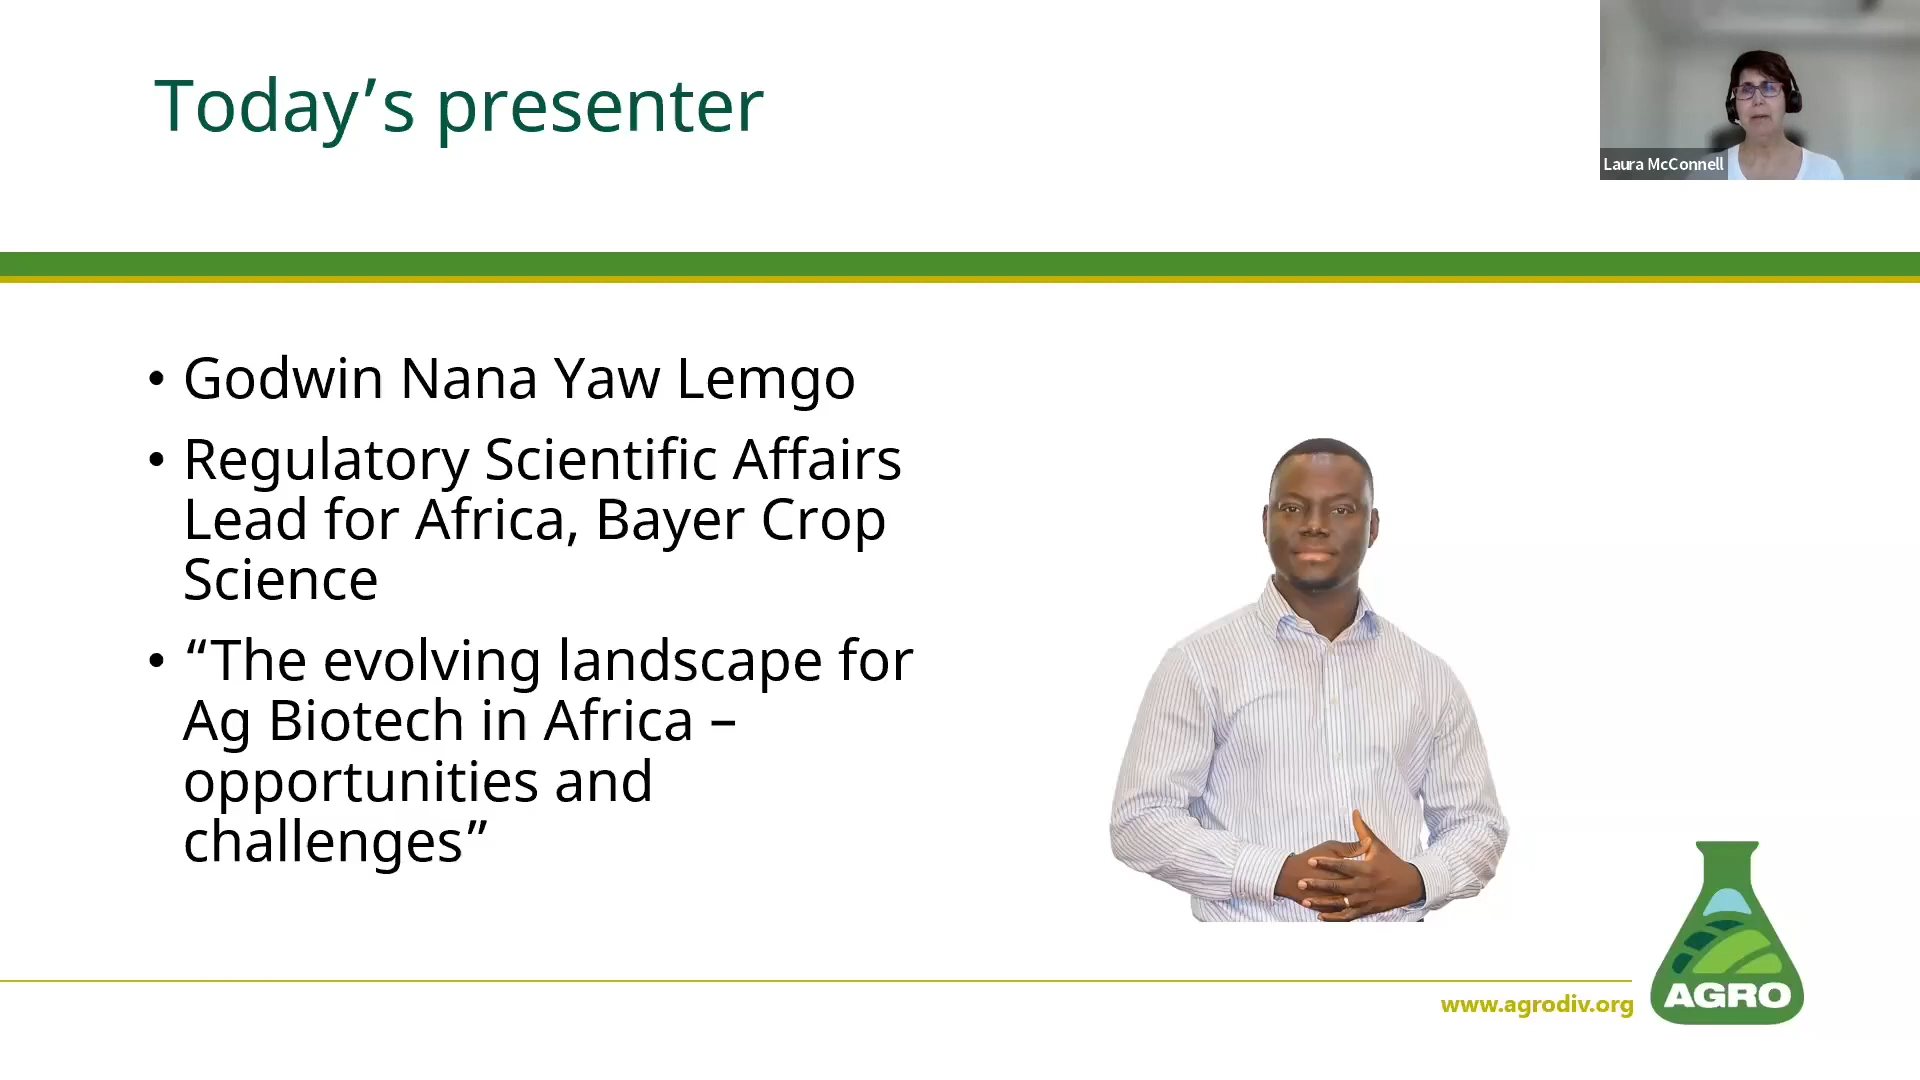 Today’s presenter
Laura McConnell
• Godwin Nana Yaw Lemgo
• Regulatory Scientific Affairs
Lead for Africa, Bayer Crop
Science
• “The evolving landscape for
Ag Biotech in Africa –
opportunities and
challenges”
www.agrodiv.org
AGRO